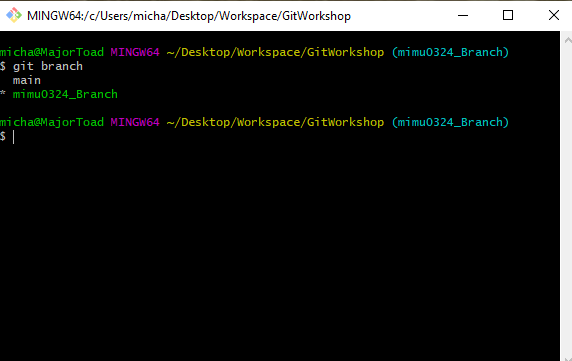 MINGW64:/c/Users/micha/Desktop/Workspace/GitWorkshop
micha@MajorToad MINGW64 ~/Desktop/Workspace/GitWorkshop (mimu0324_Branch)
$ git branch
  main
* mimu0324_Branch
micha@MajorToad MINGW64 ~/Desktop/Workspace/GitWorkshop (mimu0324_Branch)
$